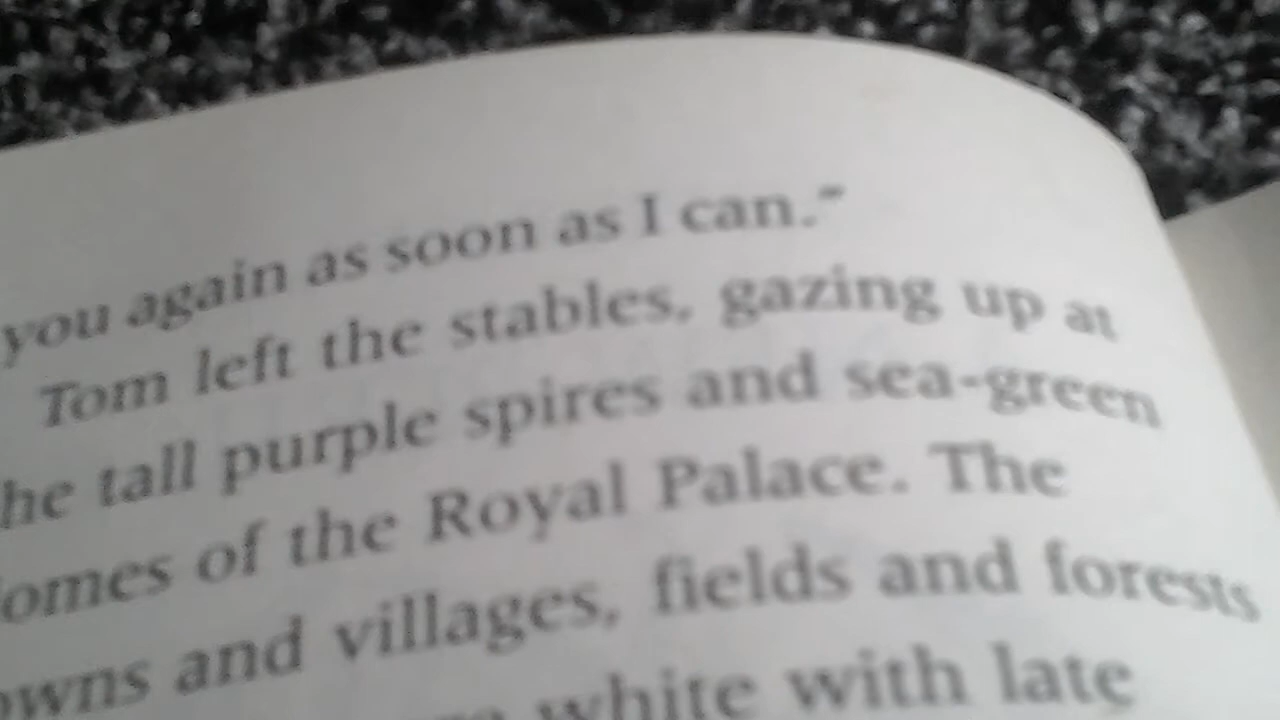 you again as soon as I can.”
Tom left the stables, gazing up at
he tall purple spires and sea-green
omes of the Royal Palace. The
owns and villages, fields and forests
white with late